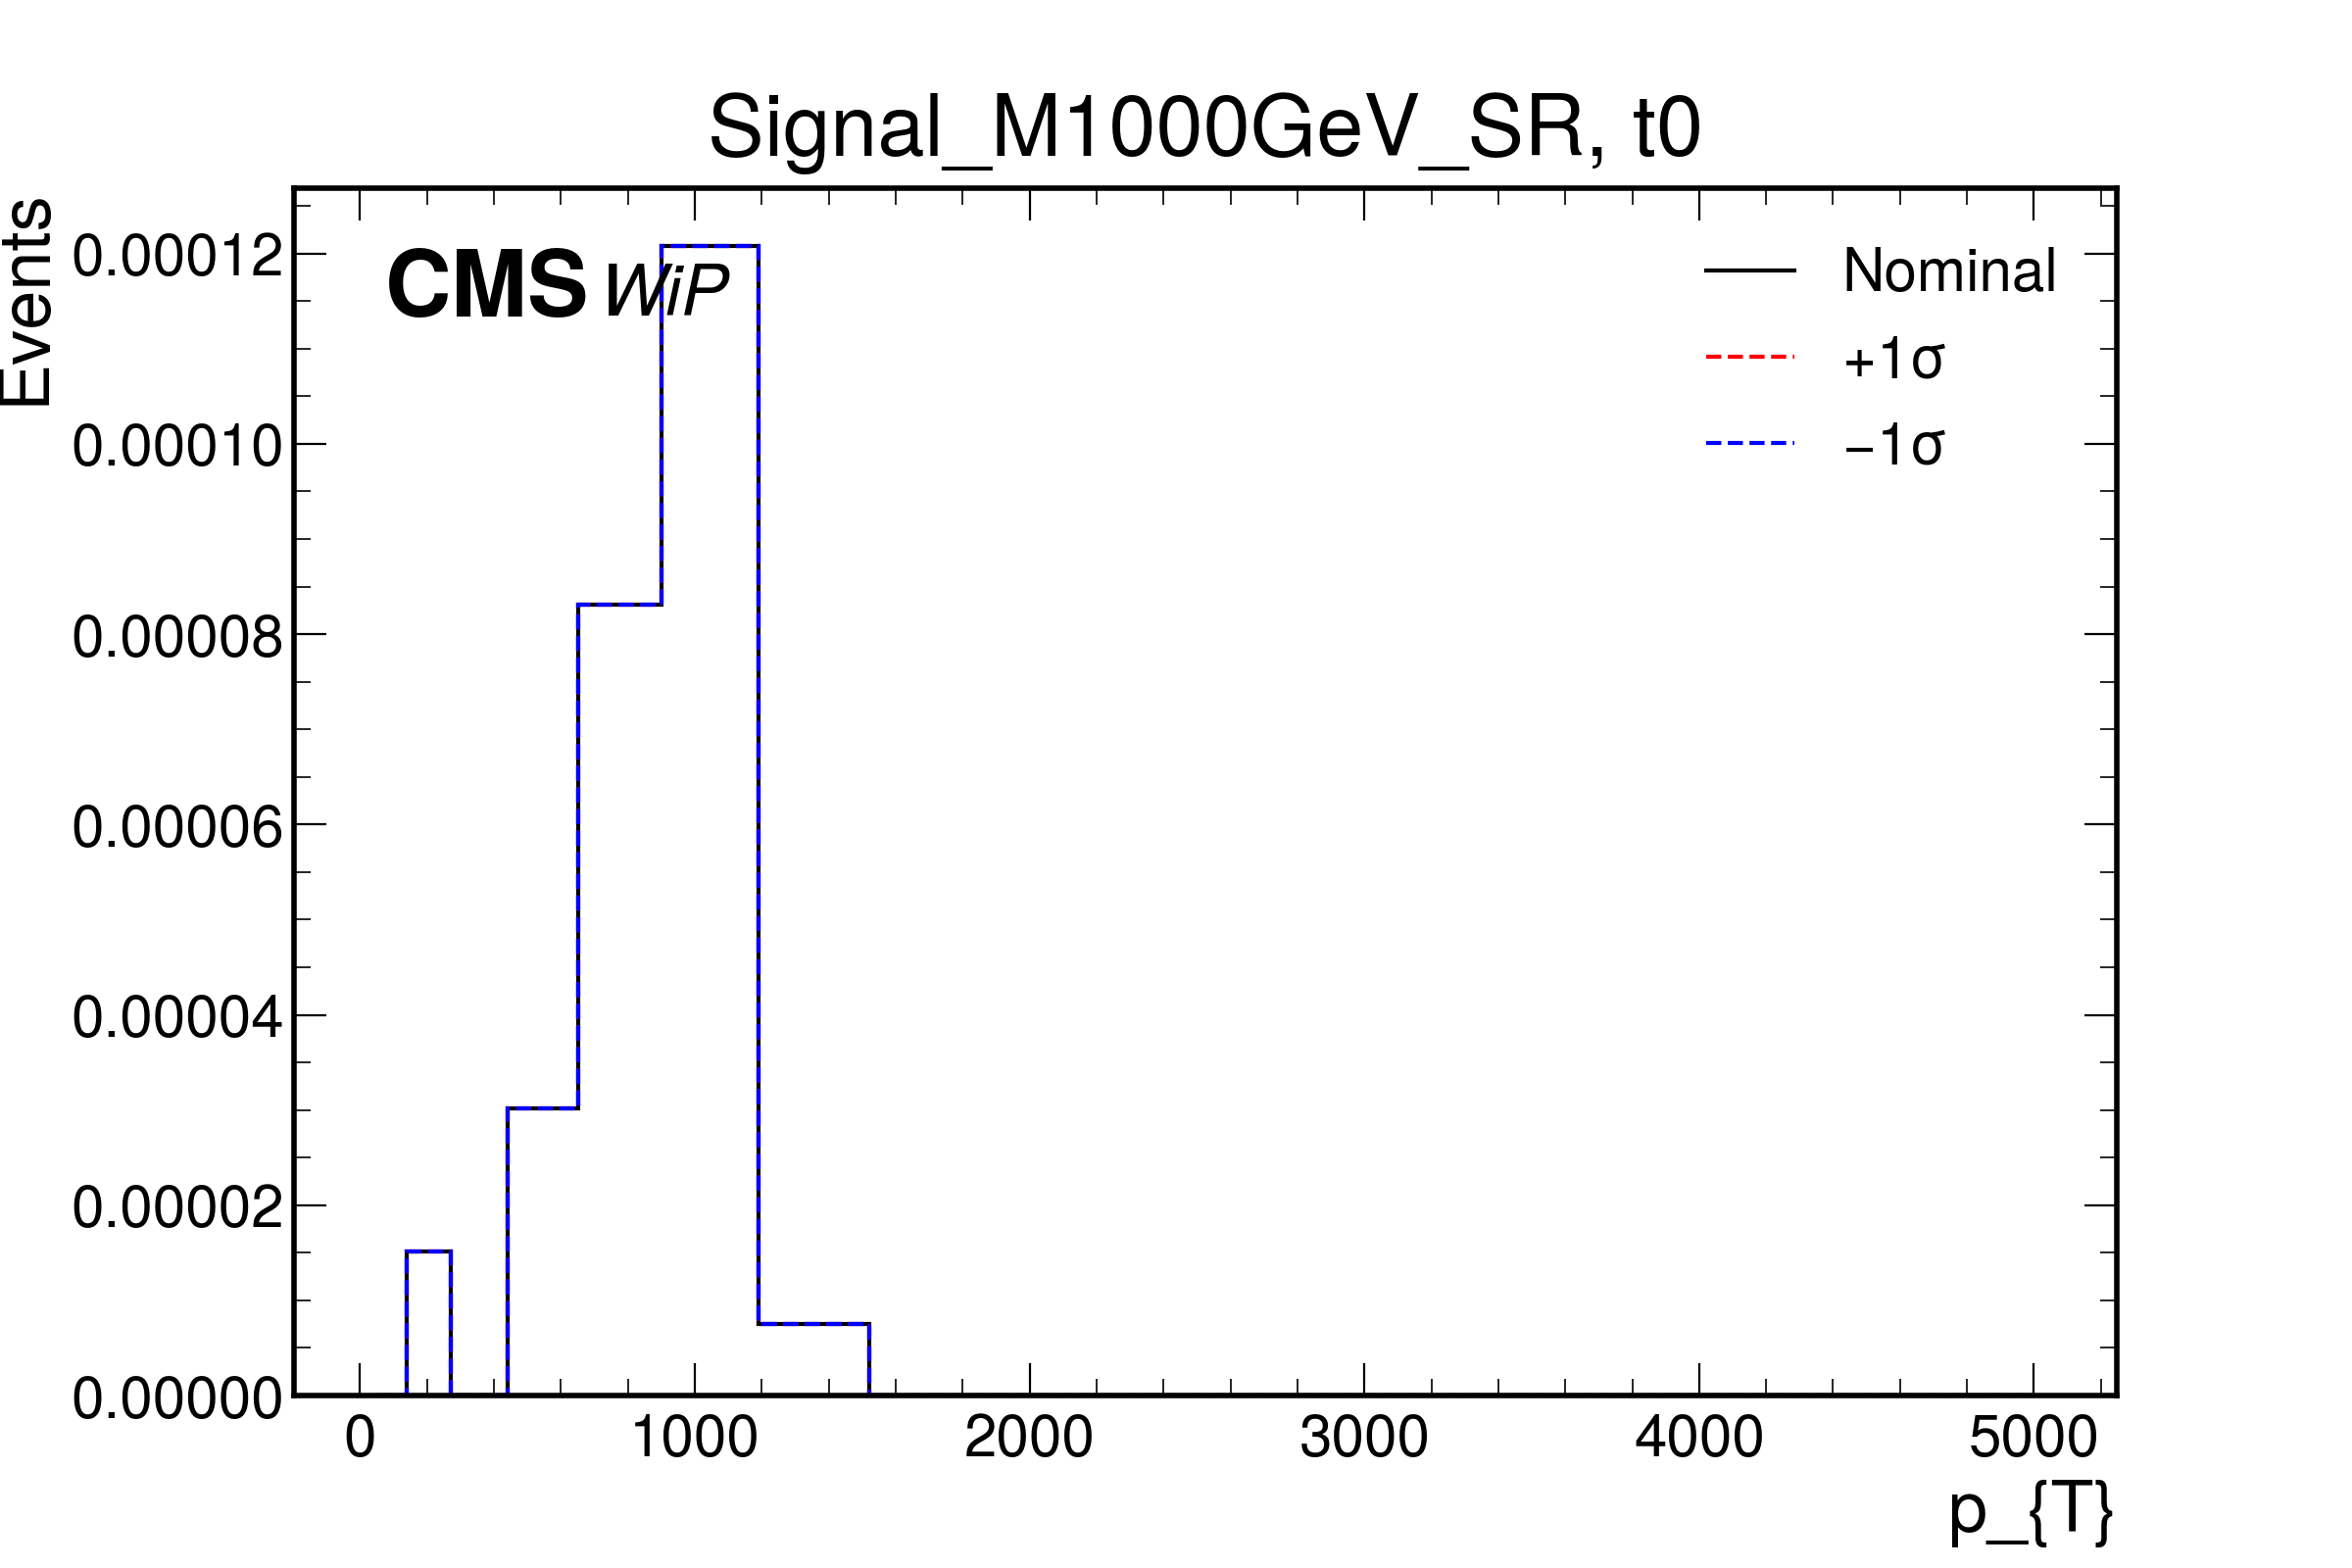 Signal_M1000GeV_SR, t0
Events
CMS WiP
Nominal
+1σ
−1σ
0.00012
0.00010
0.00008
0.00006
0.00004
0.00002
0.00000
0 1000 2000 3000 4000 5000
p_{T}